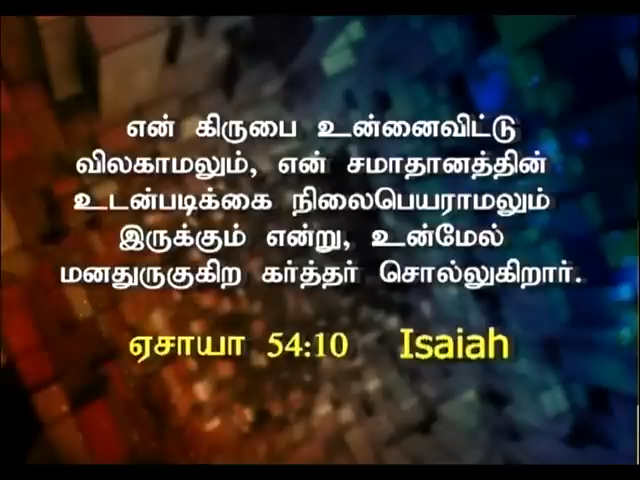 என் கிருபை உன்னைவிட்டு
விலகாமலும், என் சமாதானத்தின்
உடன்படிக்கை நிலைபெயராமலும்
இருக்கும் என்று, உன்மேல்
மனதுருகுகிற கர்த்தர் சொல்லுகிறார்.
ஏசாயா 54:10 Isaiah